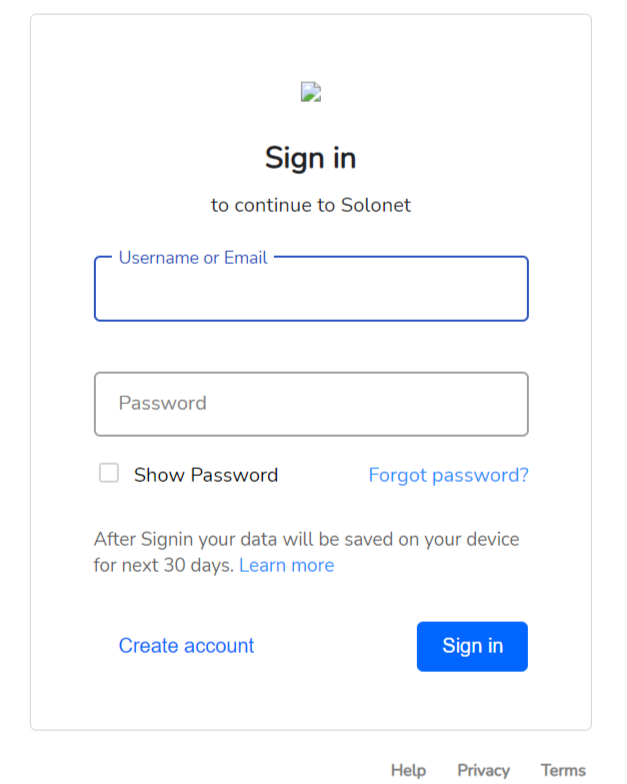 Sign in
to continue to Solonet
Username or Email
Password
Show Password
Forgot password?
After Signin your data will be saved on your device
for next 30 days. Learn more
Create account
Sign in
Help
Privacy
Terms